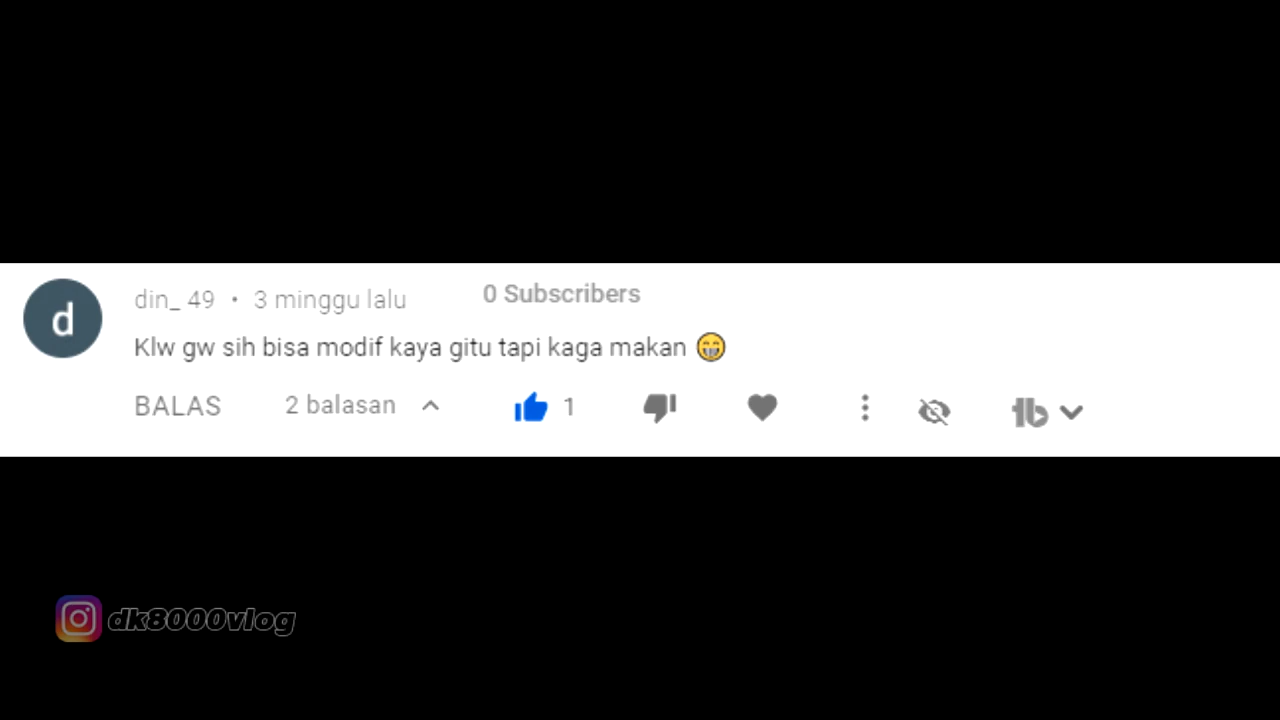 d
din_ 49 • 3 minggu lalu 0 Subscribers
Klw gw sih bisa modif kaya gitu tapi kaga makan 😁
BALAS 2 balasan 1
dk8000vlog